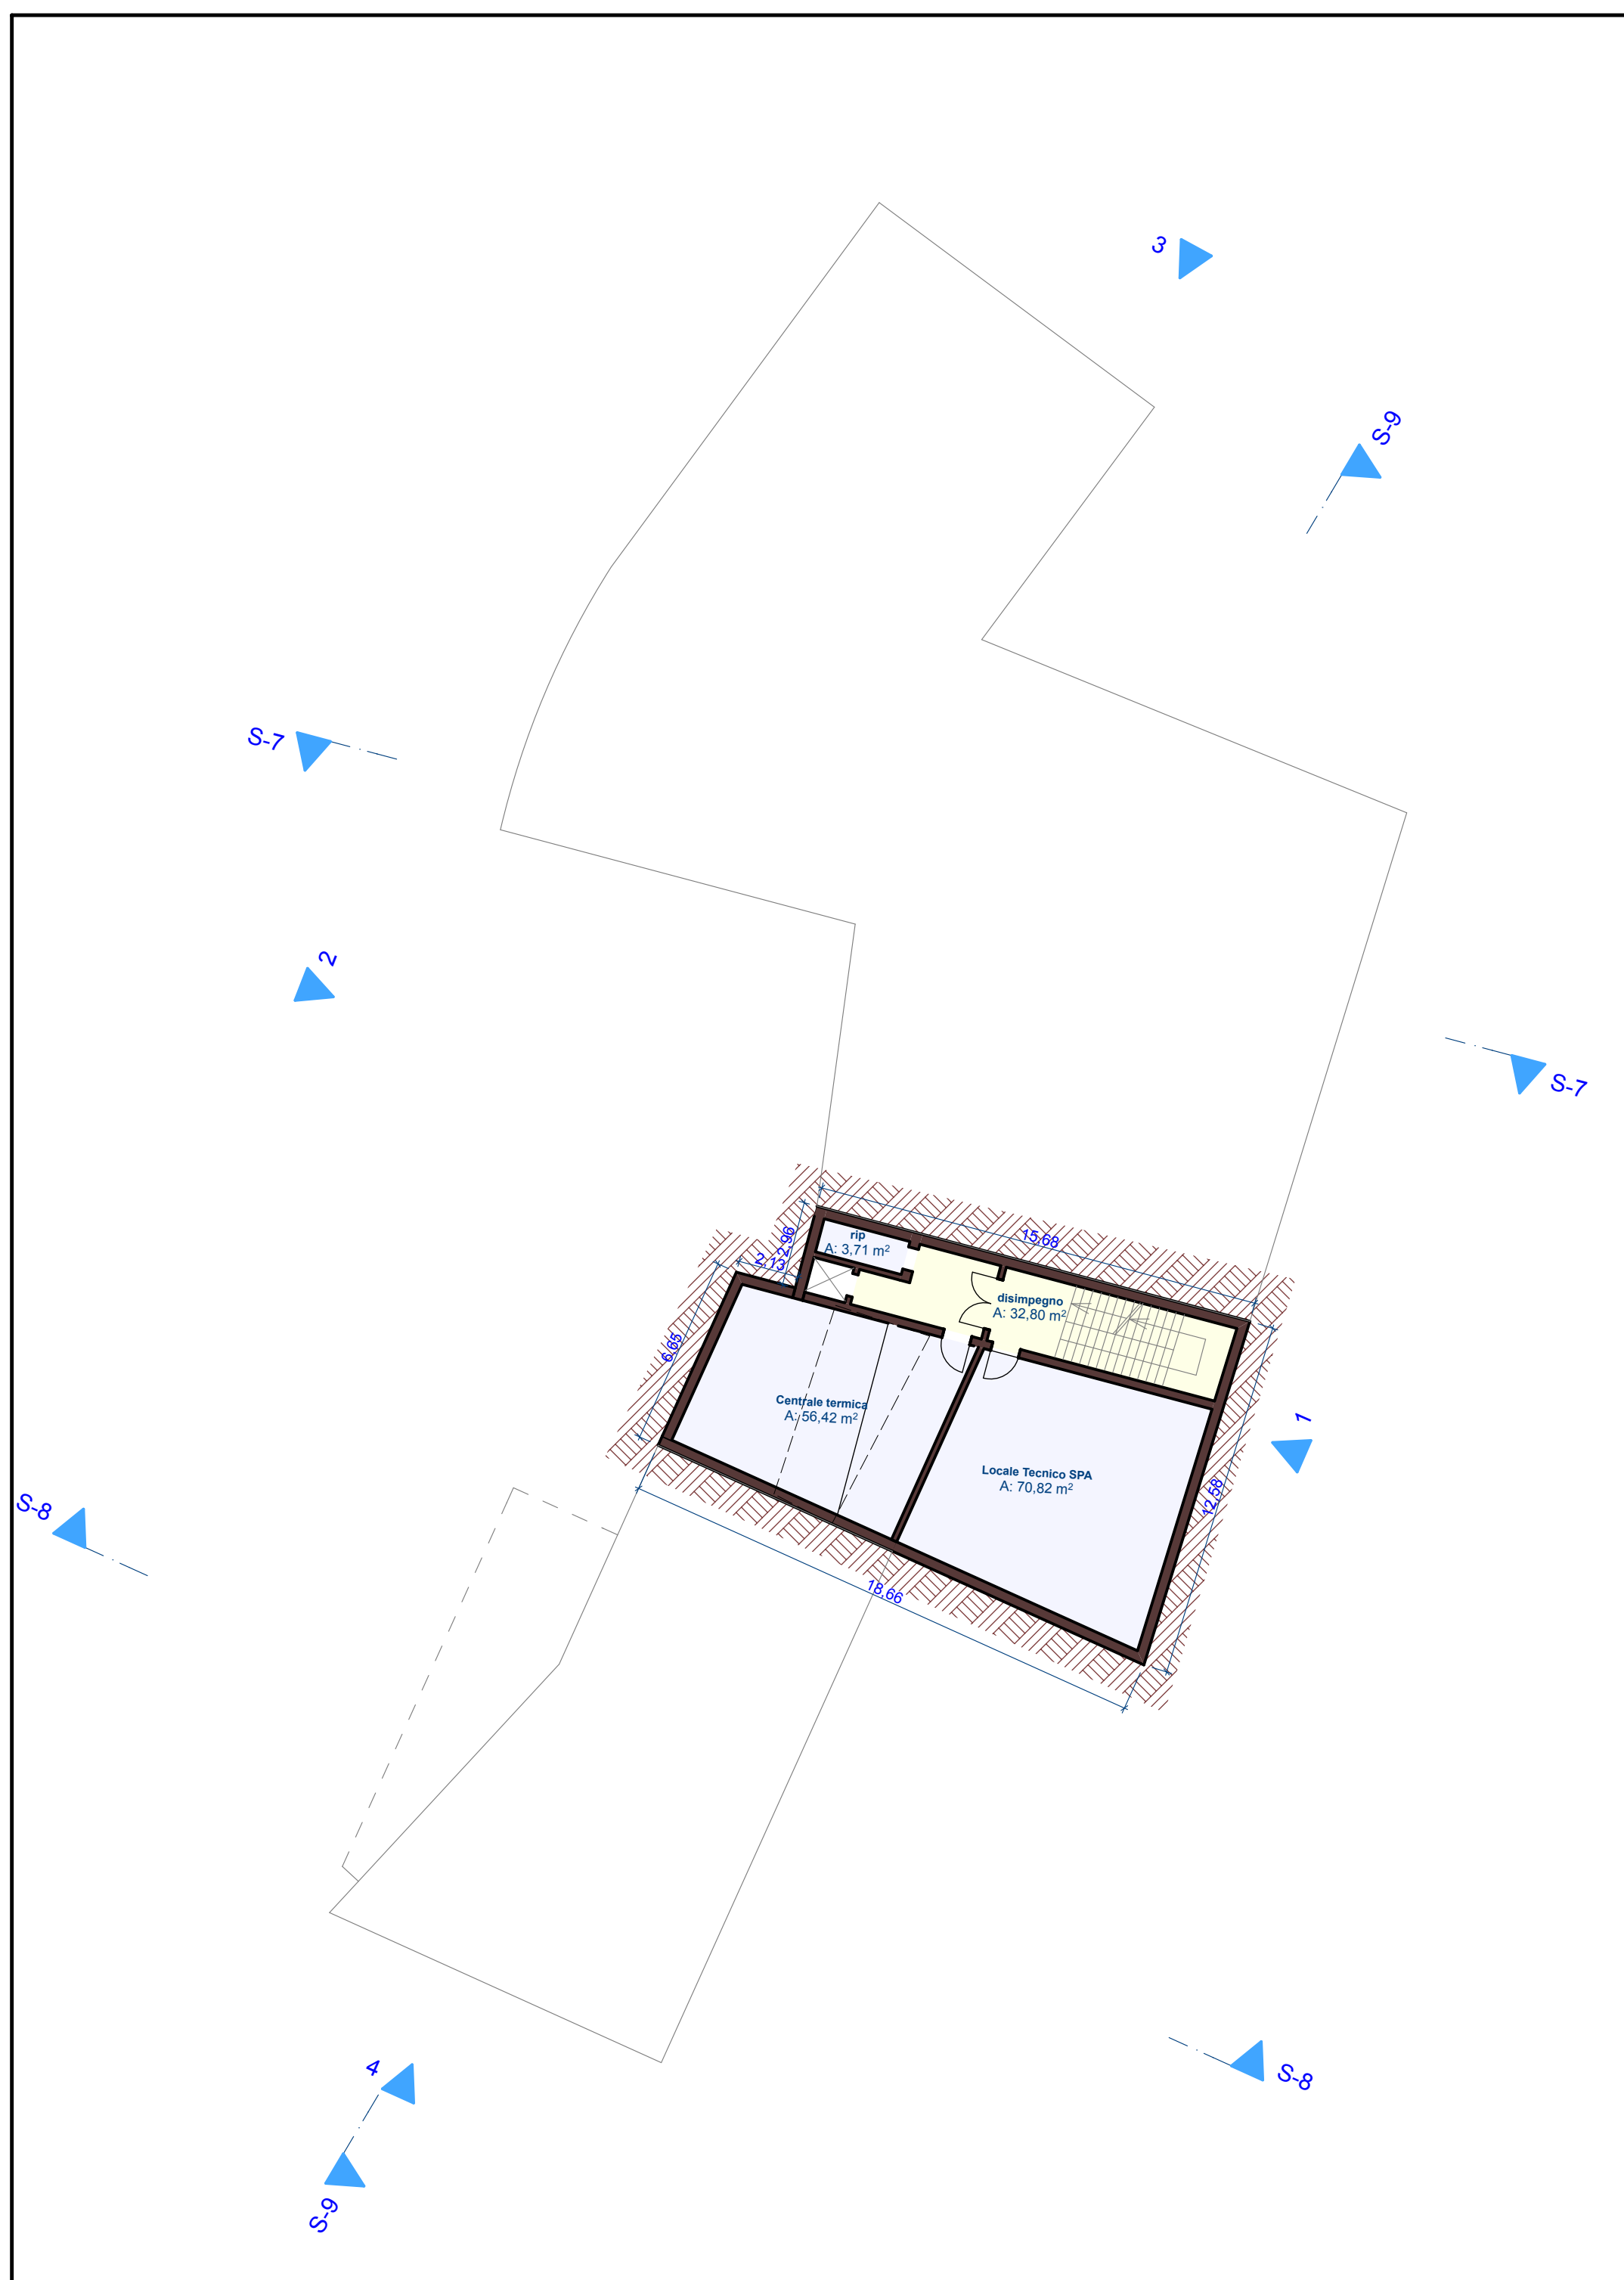 3
S-9
S-7
2
S-7
15,68
rip
A: 3,71 m²
2,96
2,13
disimpegno
A: 32,80 m²
6,65
Centrale termica
A: 56,42 m²
1
Locale Tecnico SPA
A: 70,82 m²
12,58
S-8
18,66
4
S-8
S-9